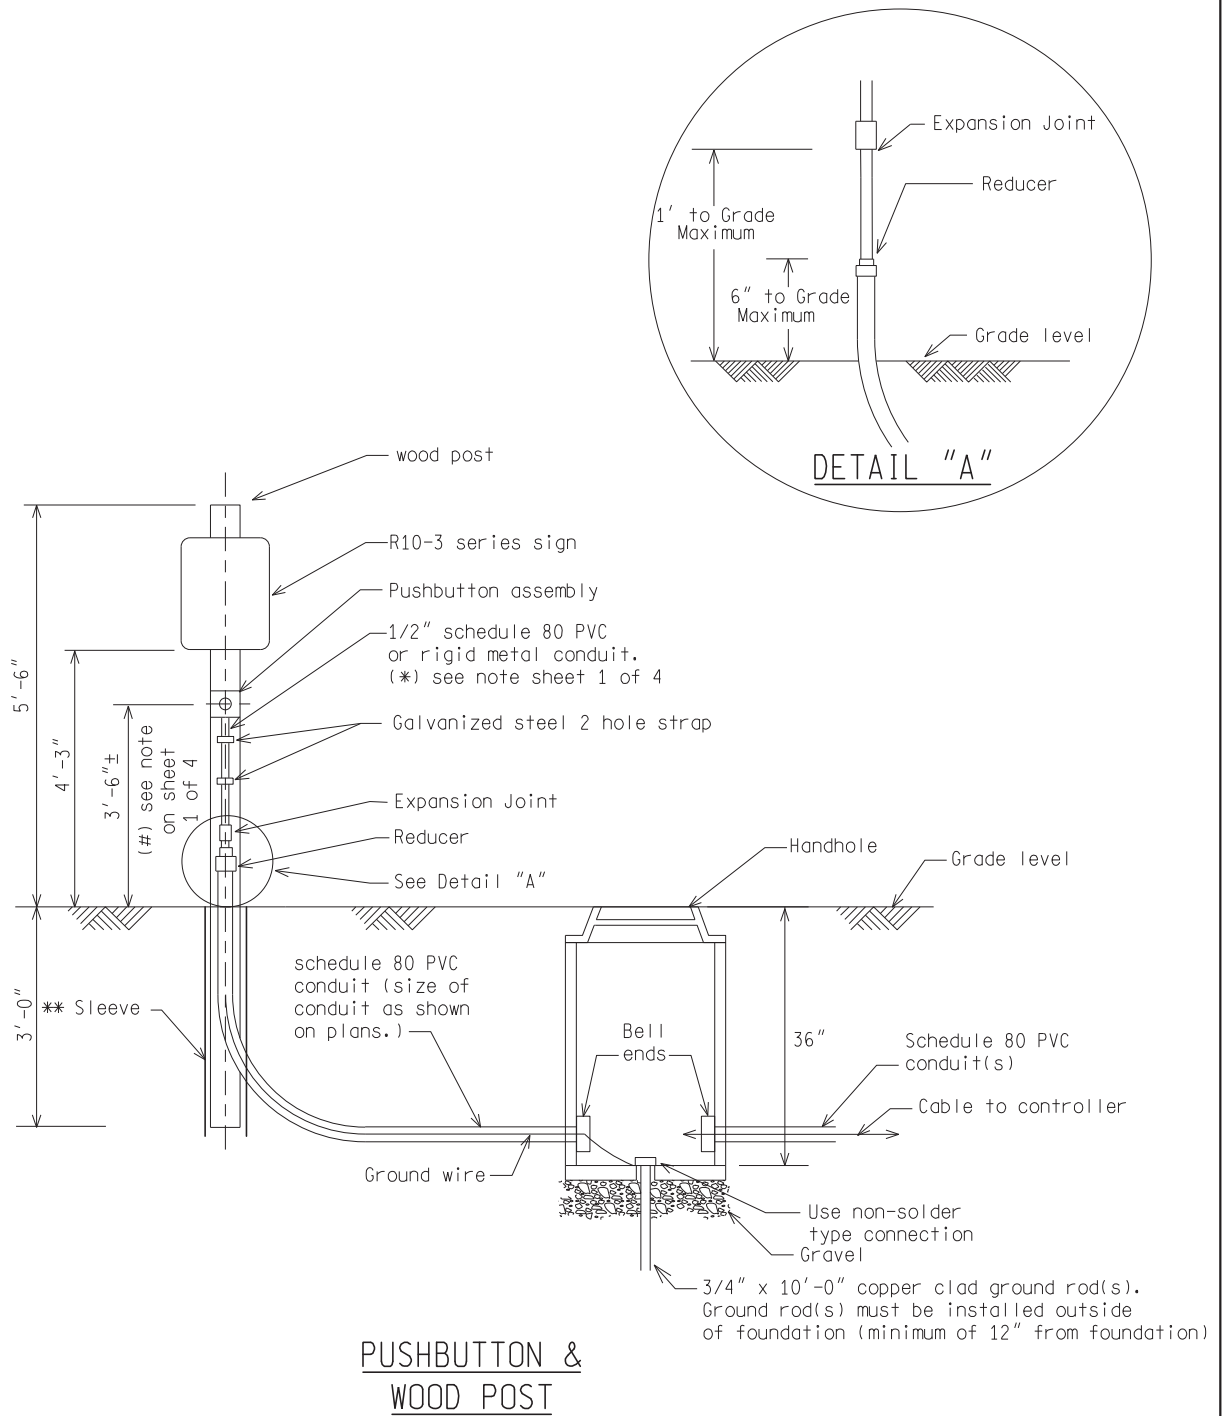 Expansion Joint
Reducer
1' to Grade
Maximum
6" to Grade
Maximum
Grade level
DETAIL "A"
wood post
R10-3 series sign
Pushbutton assembly
1/2" schedule 80 PVC
or rigid metal conduit.
(*) see note sheet 1 of 4
Galvanized steel 2 hole strap
5'-6"
4'-3"
3'-6"±
(#) see note
on sheet
1 of 4
Expansion Joint
Reducer
See Detail "A"
Handhole
Grade level
3'-0"
** Sleeve
schedule 80 PVC
conduit (size of
conduit as shown
on plans.)
Bell
ends
36"
Schedule 80 PVC
conduit(s)
Cable to controller
Ground wire
Use non-solder
type connection
Gravel
3/4" x 10'-0" copper clad ground rod(s).
Ground rod(s) must be installed outside
of foundation (minimum of 12" from foundation)
PUSHBUTTON &
WOOD POST